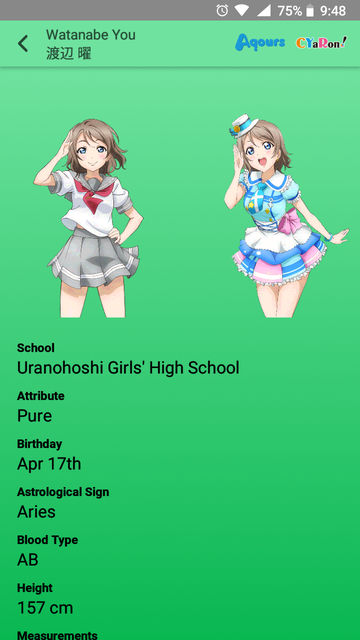 75% 9:48
Watanabe You
渡辺 曜
Aqours CYaRon!
School
Uranohoshi Girls' High School
Attribute
Pure
Birthday
Apr 17th
Astrological Sign
Aries
Blood Type
AB
Height
157 cm
Measurements